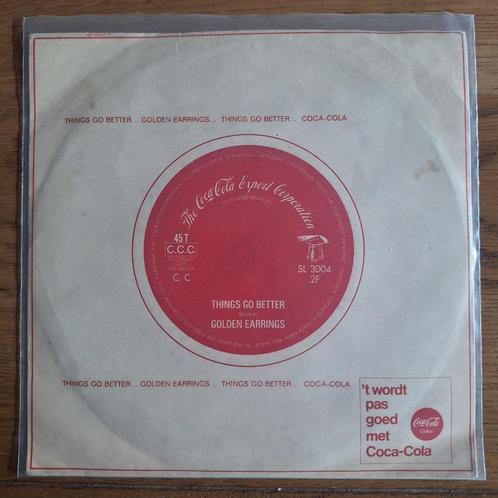 THINGS GO BETTER... GOLDEN EARRINGS... THINGS GO BETTER... COCA-COLA
The Coca-Cola Export Corporation
45 T
C.C.C.
C C
SL 3004
2F
THINGS GO BETTER
GOLDEN EARRINGS
THINGS GO BETTER... GOLDEN EARRINGS... THINGS GO BETTER... COCA-COLA
't wordt
pas
goed
met
Coca-Cola
Coca-Cola
Coke